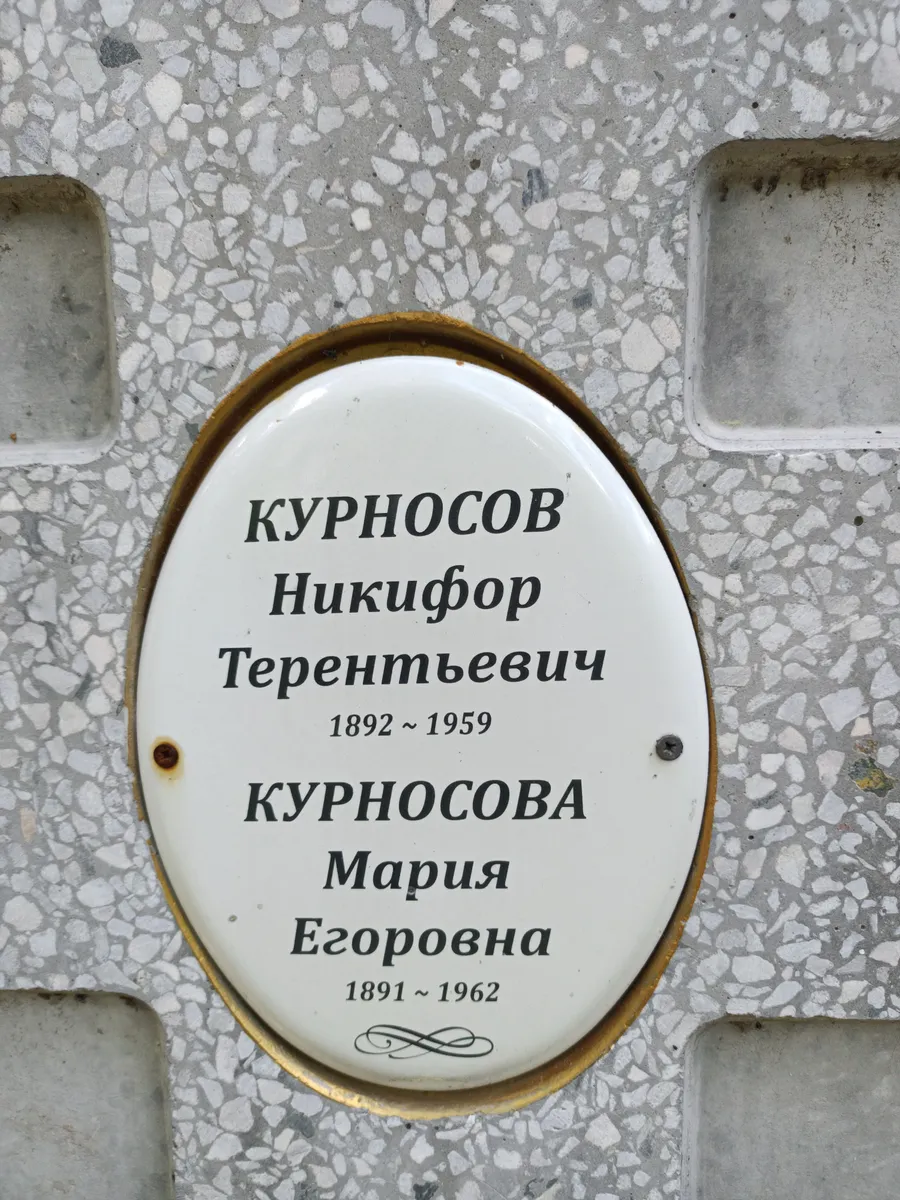 КУРНОСОВ
Никифор
Терентьевич
1892 ~ 1959
КУРНОСОВА
Мария
Егоровна
1891 ~ 1962